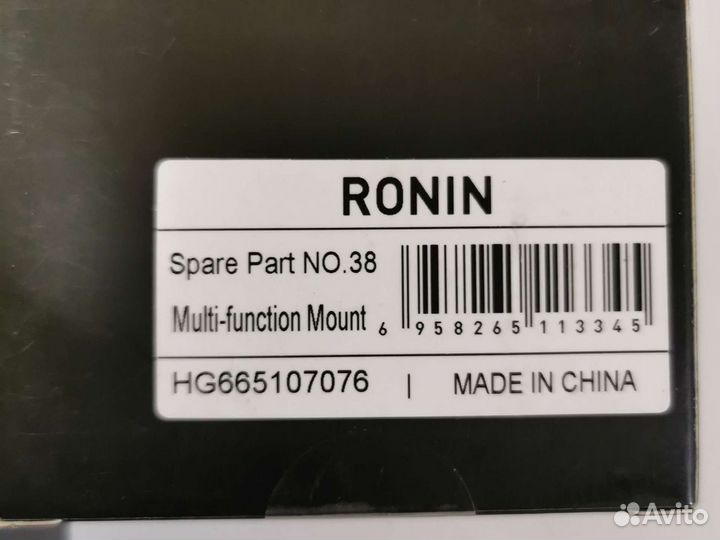 RONIN
Spare Part NO.38
Multi-function Mount
6 958265 113345
HG665107076 | MADE IN CHINA
Avito